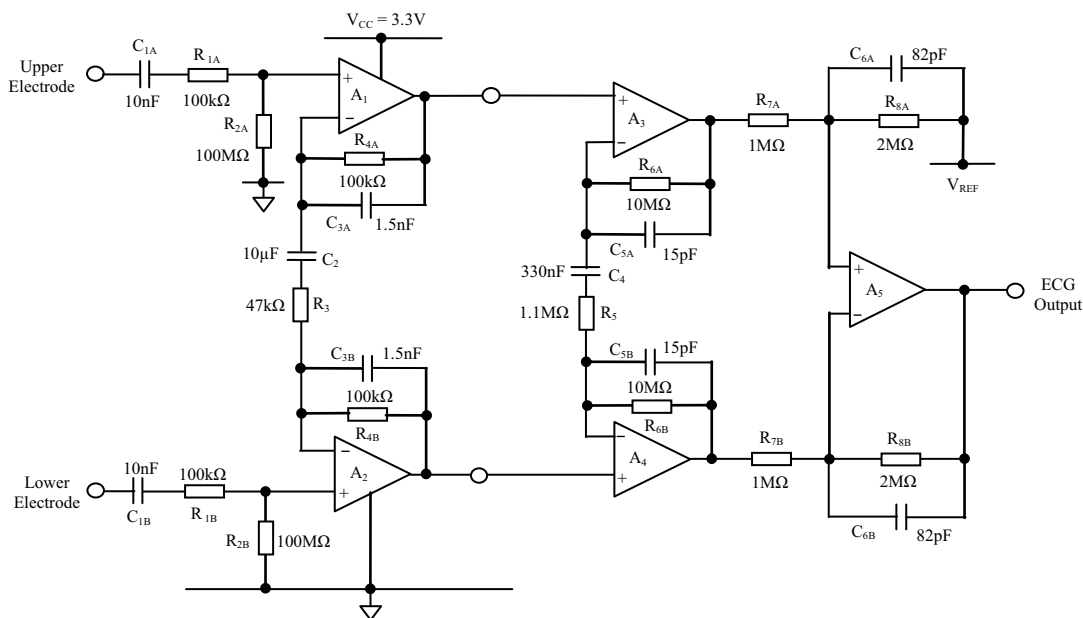 V_CC = 3.3V
C_1A
R_1A
Upper
Electrode
10nF
100kΩ
R_2A
100MΩ
+
A_1
−
R_4A
100kΩ
C_3A
1.5nF
10µF
C_2
47kΩ
R_3
C_3B
1.5nF
100kΩ
R_4B
−
A_2
+
Lower
Electrode
10nF
C_1B
100kΩ
R_1B
R_2B
100MΩ
+
A_3
−
R_6A
10MΩ
C_5A
15pF
330nF
C_4
1.1MΩ
R_5
C_5B
15pF
10MΩ
R_6B
−
A_4
+
R_7A
1MΩ
C_6A
82pF
R_8A
2MΩ
V_REF
+
A_5
−
ECG
Output
R_7B
1MΩ
R_8B
2MΩ
C_6B
82pF